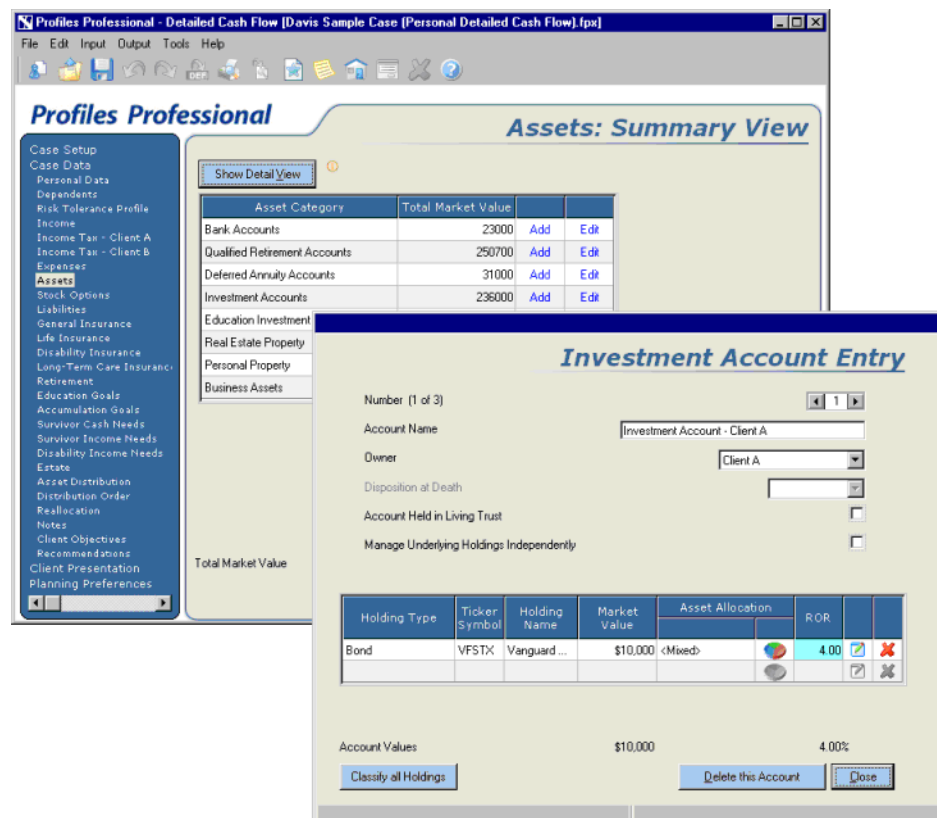 Profiles Professional - Detailed Cash Flow [Davis Sample Case (Personal Detailed Cash Flow).fpx]
File Edit Input Output Tools Help
Profiles Professional
Assets: Summary View
Case Setup
Case Data
Personal Data
Dependents
Risk Tolerance Profile
Income
Income Tax - Client A
Income Tax - Client B
Expenses
Assets
Stock Options
Liabilities
General Insurance
Life Insurance
Disability Insurance
Long-Term Care Insuranc
Retirement
Education Goals
Accumulation Goals
Survivor Cash Needs
Survivor Income Needs
Disability Income Needs
Estate
Asset Distribution
Distribution Order
Reallocation
Notes
Client Objectives
Recommendations
Client Presentation
Planning Preferences
Show Detail View
Asset Category Total Market Value
Bank Accounts 23000 Add Edit
Qualified Retirement Accounts 250700 Add Edit
Deferred Annuity Accounts 31000 Add Edit
Investment Accounts 236000 Add Edit
Education Investment
Real Estate Property
Personal Property
Business Assets
Total Market Value
Investment Account Entry
Number (1 of 3) 1
Account Name Investment Account - Client A
Owner Client A
Disposition at Death
Account Held in Living Trust
Manage Underlying Holdings Independently
Holding Type Ticker Symbol Holding Name Market Value Asset Allocation ROR
Bond VFSTX Vanguard ... $10,000 <Mixed> 4.00
Account Values $10,000 4.00%
Classify all Holdings Delete this Account Close